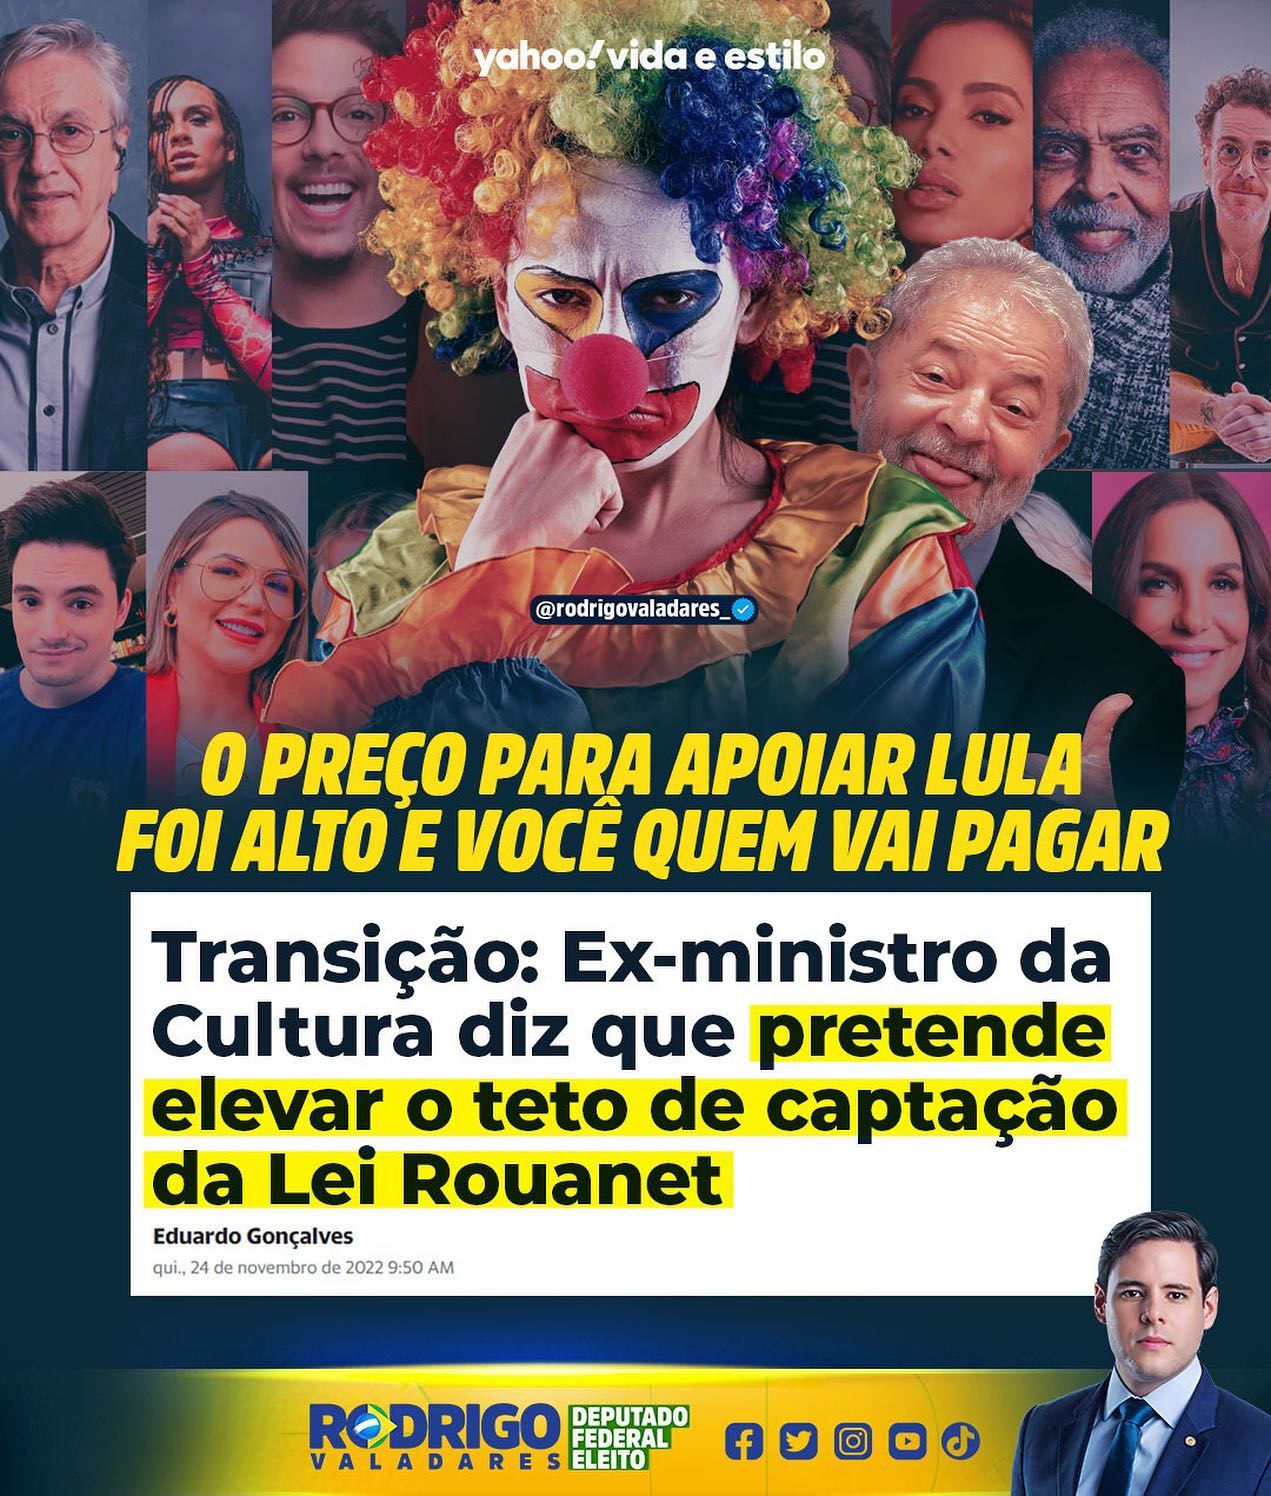 yahoo! vida e estilo
@rodrigovaladares_
O PREÇO PARA APOIAR LULA
FOI ALTO E VOCÊ QUEM VAI PAGAR
Transição: Ex-ministro da
Cultura diz que pretende
elevar o teto de captação
da Lei Rouanet
Eduardo Gonçalves
qui., 24 de novembro de 2022 9:50 AM
RODRIGO
VALADARES
DEPUTADO
FEDERAL
ELEITO